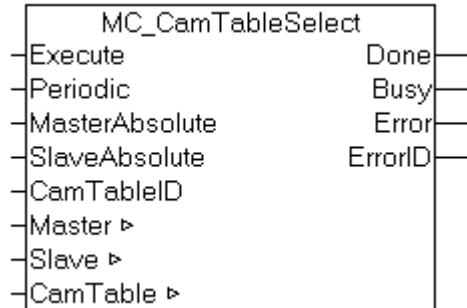 MC_CamTableSelect
Execute Done
Periodic Busy
MasterAbsolute Error
SlaveAbsolute ErrorID
CamTableID
Master ▹
Slave ▹
CamTable ▹